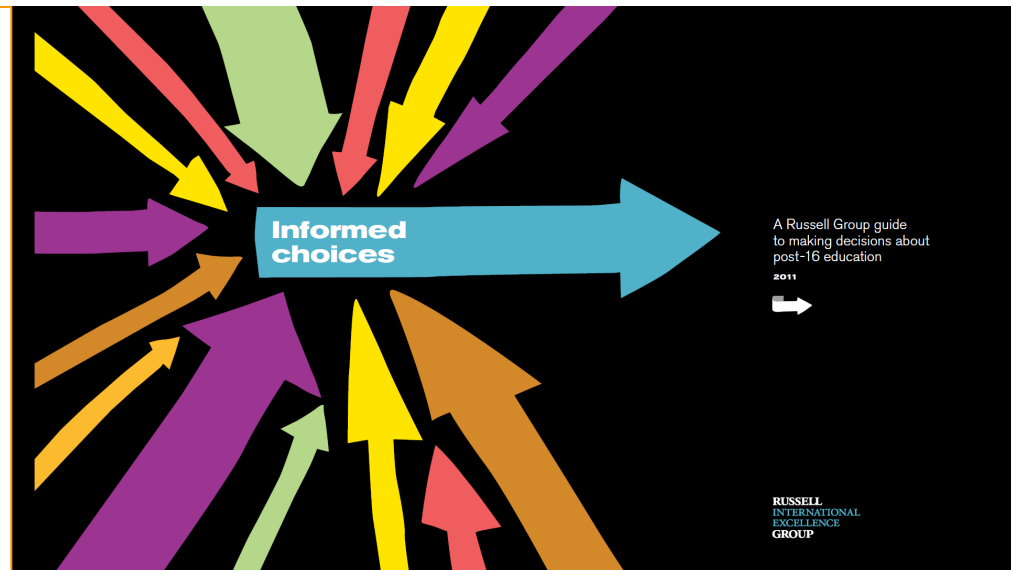 Informed
choices
A Russell Group guide
to making decisions about
post-16 education
2011
RUSSELL
INTERNATIONAL
EXCELLENCE
GROUP